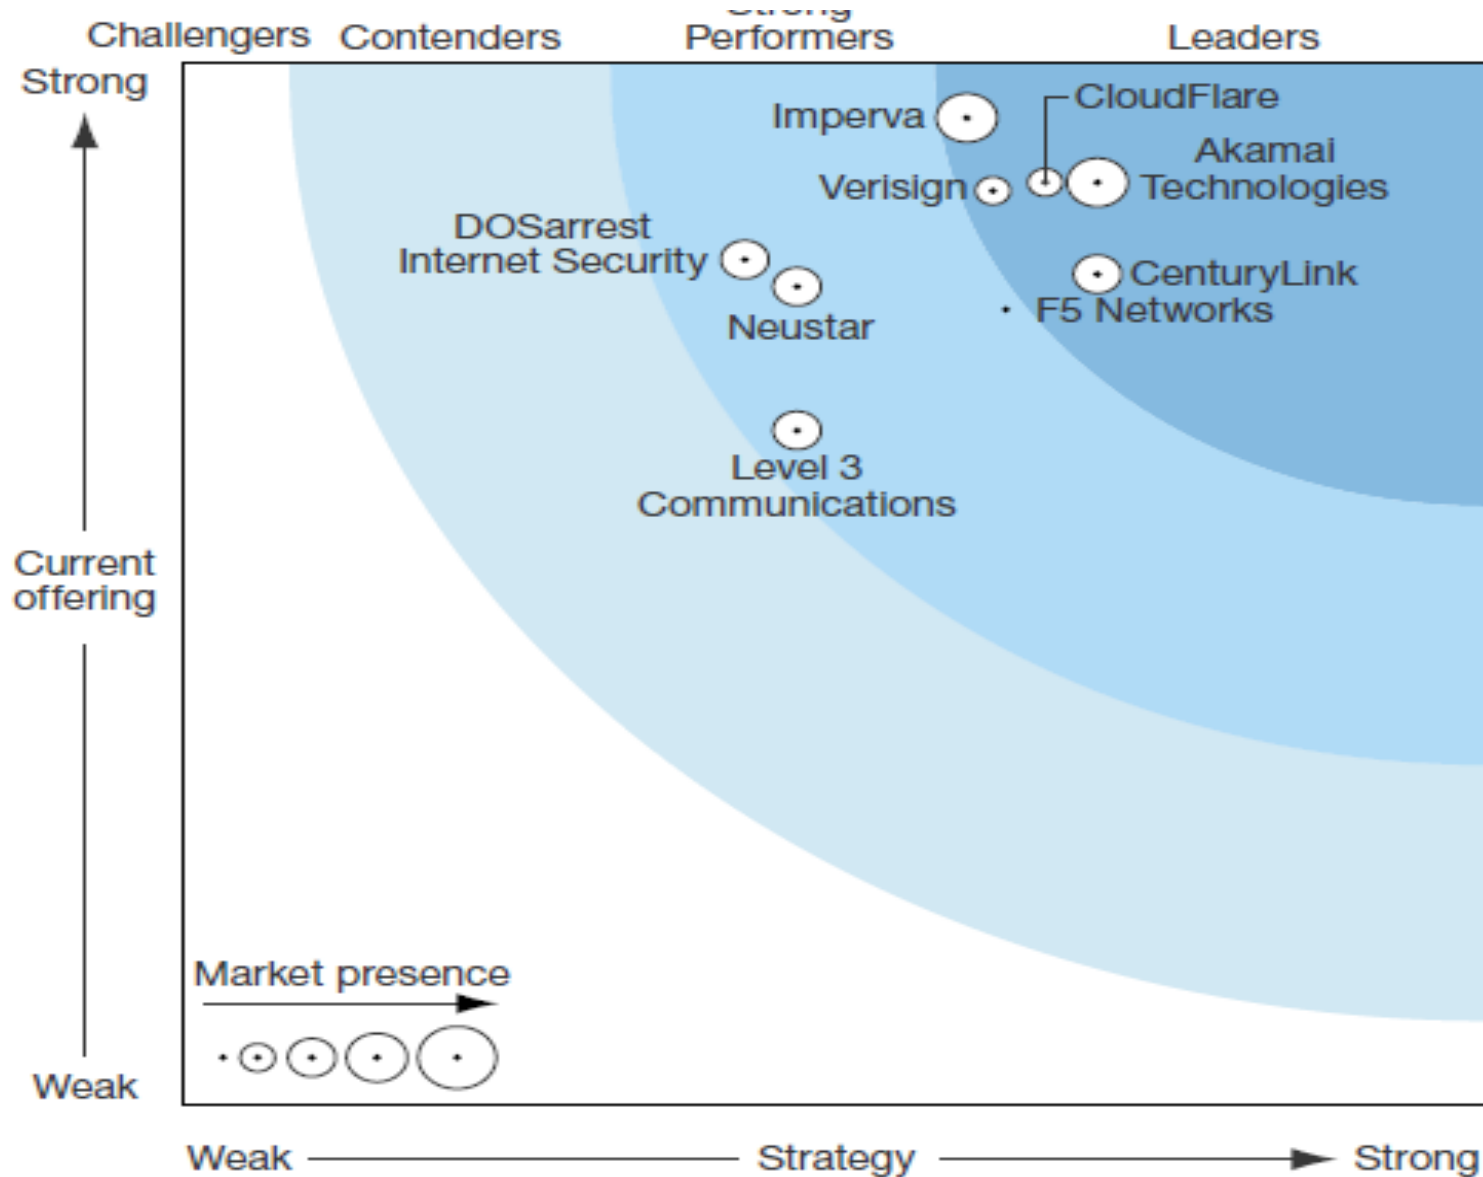 Challengers
Contenders
Strong
Performers
Leaders
Strong
CloudFlare
Imperva
Akamai
Technologies
Verisign
DOSarrest
Internet Security
CenturyLink
F5 Networks
Neustar
Level 3
Communications
Current
offering
Market presence
Weak
Weak
Strategy
Strong